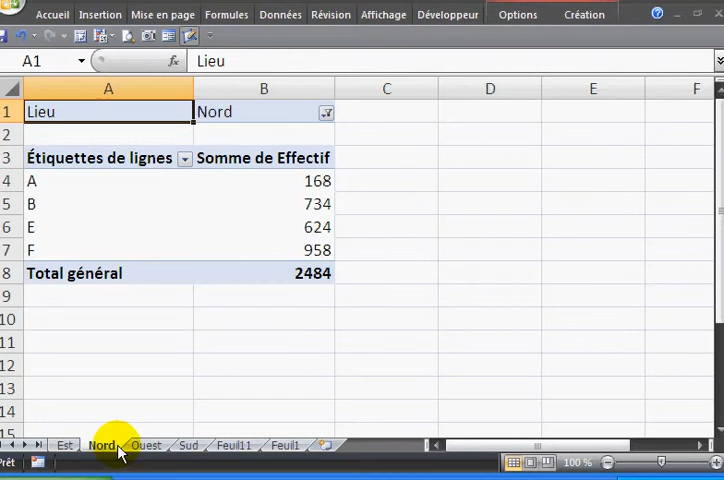 Accueil Insertion Mise en page Formules Données Révision Affichage Développeur Options Création
A1 fx Lieu
A B C D E F
1 Lieu Nord
2
3 Étiquettes de lignes Somme de Effectif
4 A 168
5 B 734
6 E 624
7 F 958
8 Total général 2484
9
10
11
12
13
14
15
Est Nord Ouest Sud Feuil11 Feuil1
Prêt 100 %